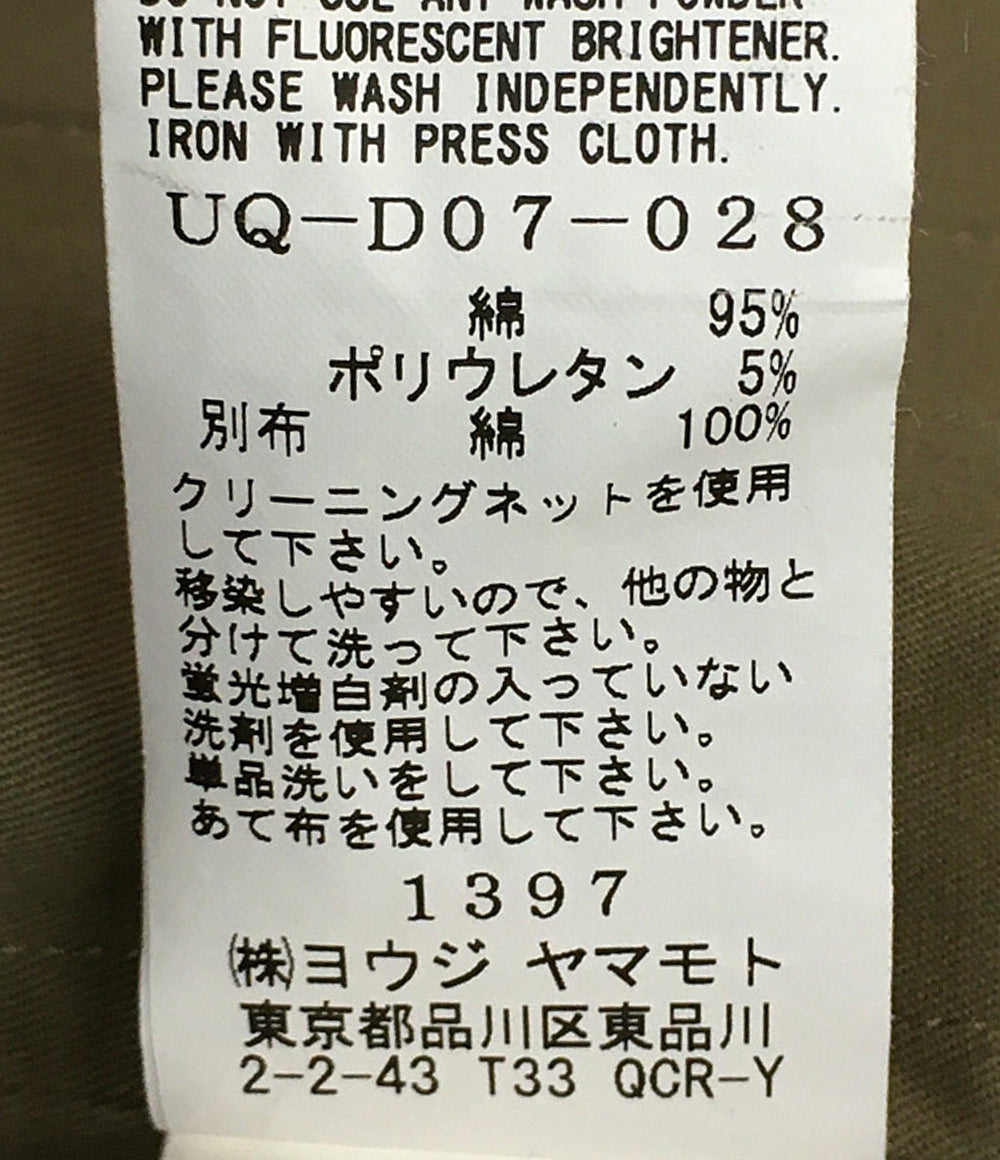 DO NOT USE ANY WASH POWDER
WITH FLUORESCENT BRIGHTENER.
PLEASE WASH INDEPENDENTLY.
IRON WITH PRESS CLOTH.
UQ-D07-028
綿 95%
ポリウレタン 5%
別布 綿 100%
クリーニングネットを使用
して下さい。
移染しやすいので、他の物と
分けて洗って下さい。
蛍光増白剤の入っていない
洗剤を使用して下さい。
単品洗いをして下さい。
あて布を使用して下さい。
1397
㈱ヨウジ ヤマモト
東京都品川区東品川
2-2-43 T33 QCR-Y